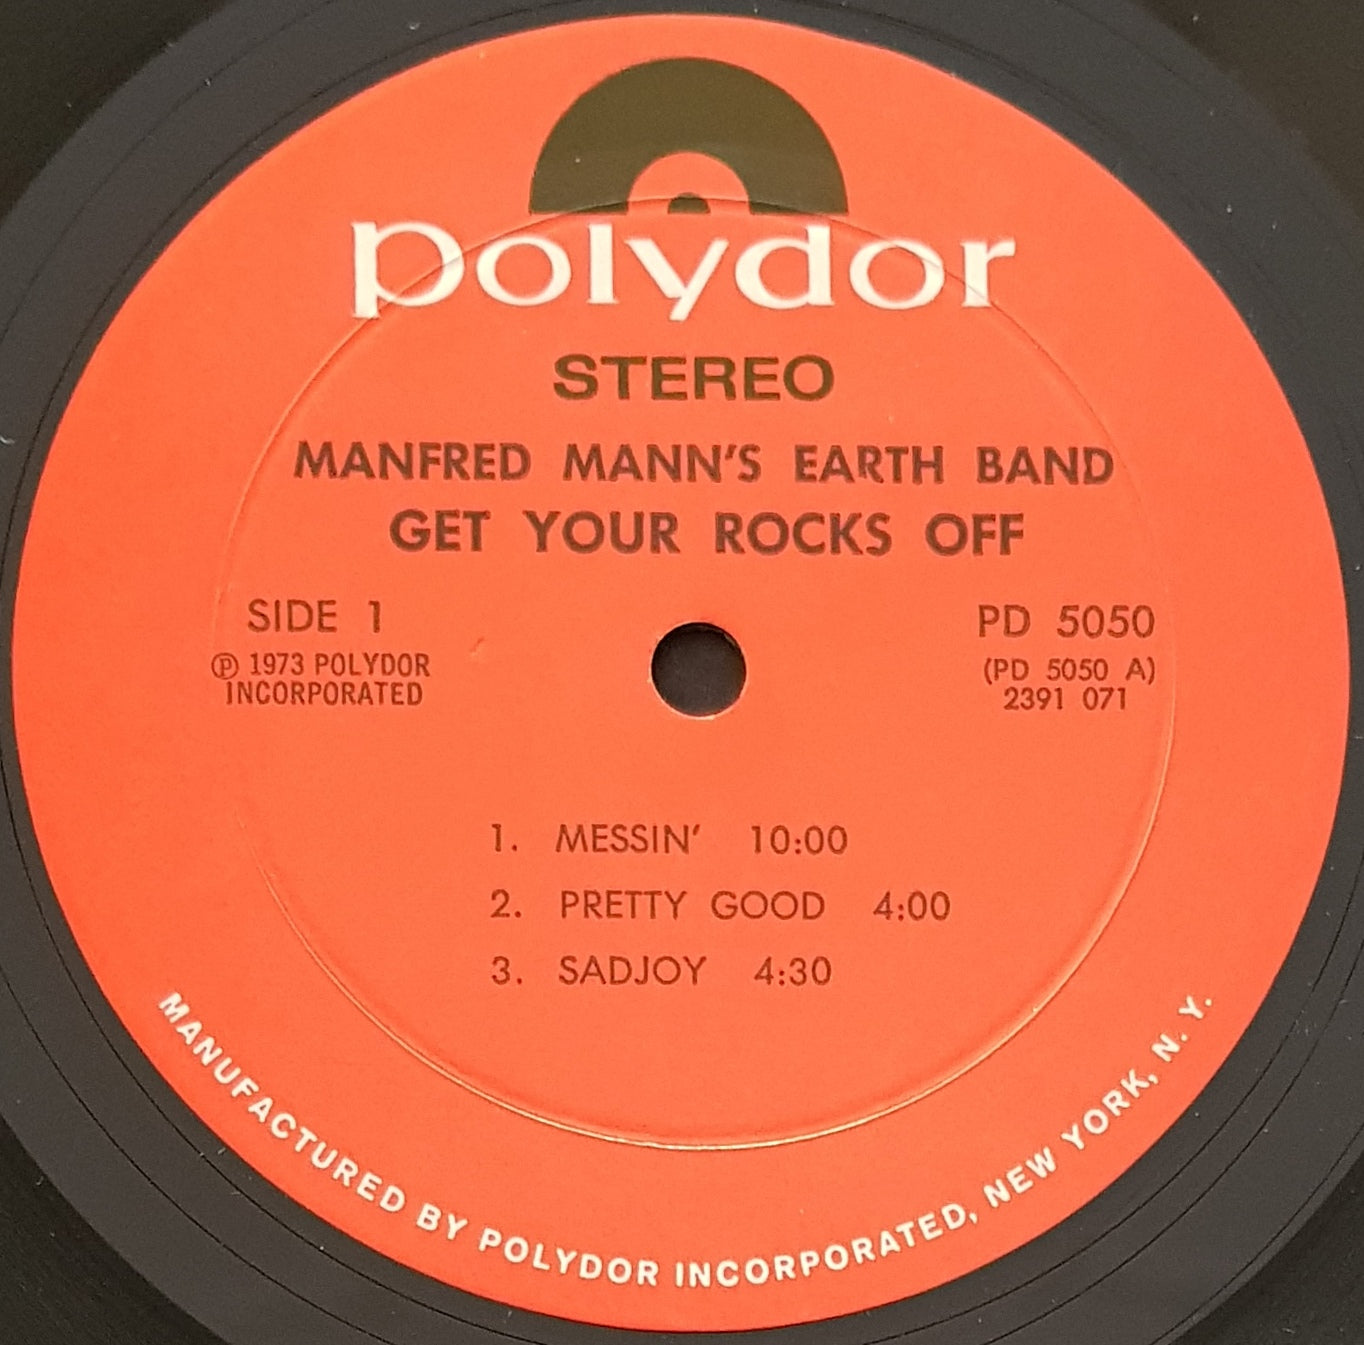 polydor
STEREO
MANFRED MANN'S EARTH BAND
GET YOUR ROCKS OFF
SIDE 1
℗ 1973 POLYDOR
INCORPORATED
PD 5050
(PD 5050 A)
2391 071
1. MESSIN' 10:00
2. PRETTY GOOD 4:00
3. SADJOY 4:30
MANUFACTURED BY POLYDOR INCORPORATED, NEW YORK, N. Y.